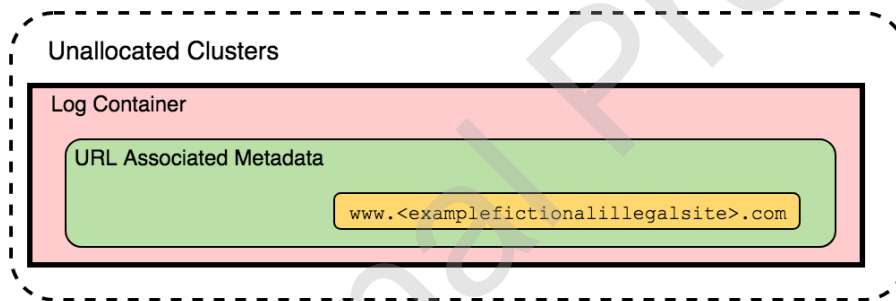 Unallocated Clusters
Log Container
URL Associated Metadata
www.<examplefictionalillegalsite>.com